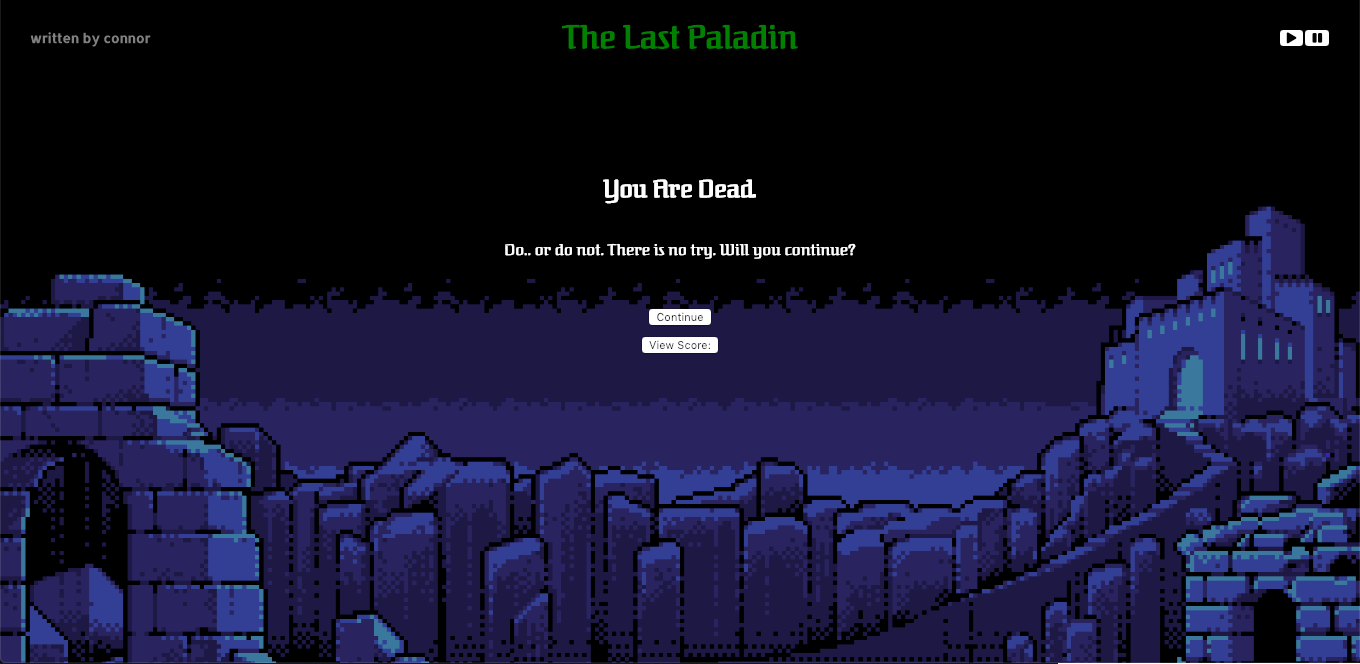 written by connor
The Last Paladin
You Are Dead.
Do.. or do not. There is no try. Will you continue?
Continue
View Score: